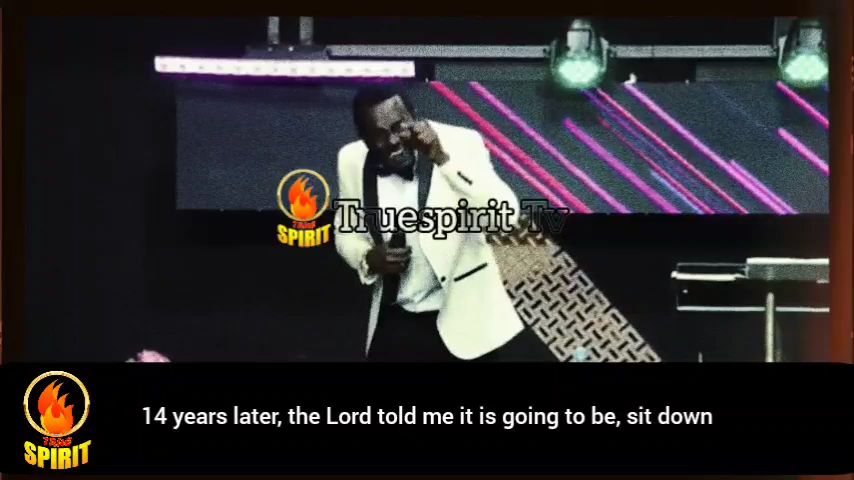 TRUE
SPIRIT
Truespirit Tv
TRUE
SPIRIT
14 years later, the Lord told me it is going to be, sit down